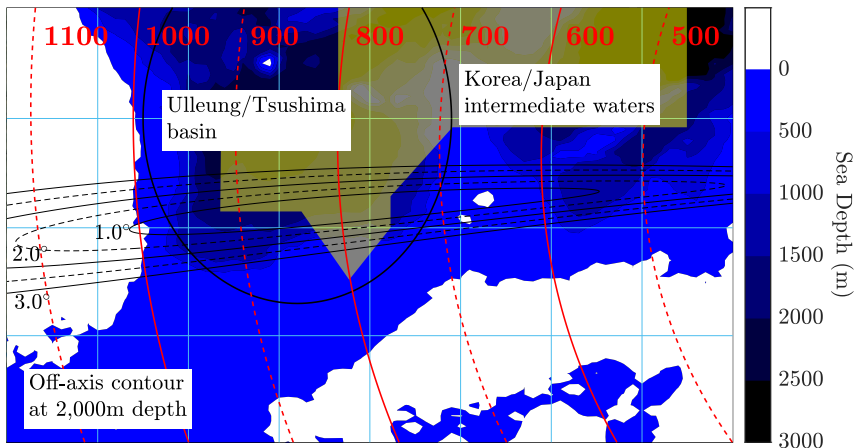 1100 1000 900 800 700 600 500
Ulleung/Tsushima
basin
Korea/Japan
intermediate waters
1.0°
2.0°
3.0°
Off-axis contour
at 2,000m depth
0
500
1000
1500
2000
2500
3000
Sea Depth (m)